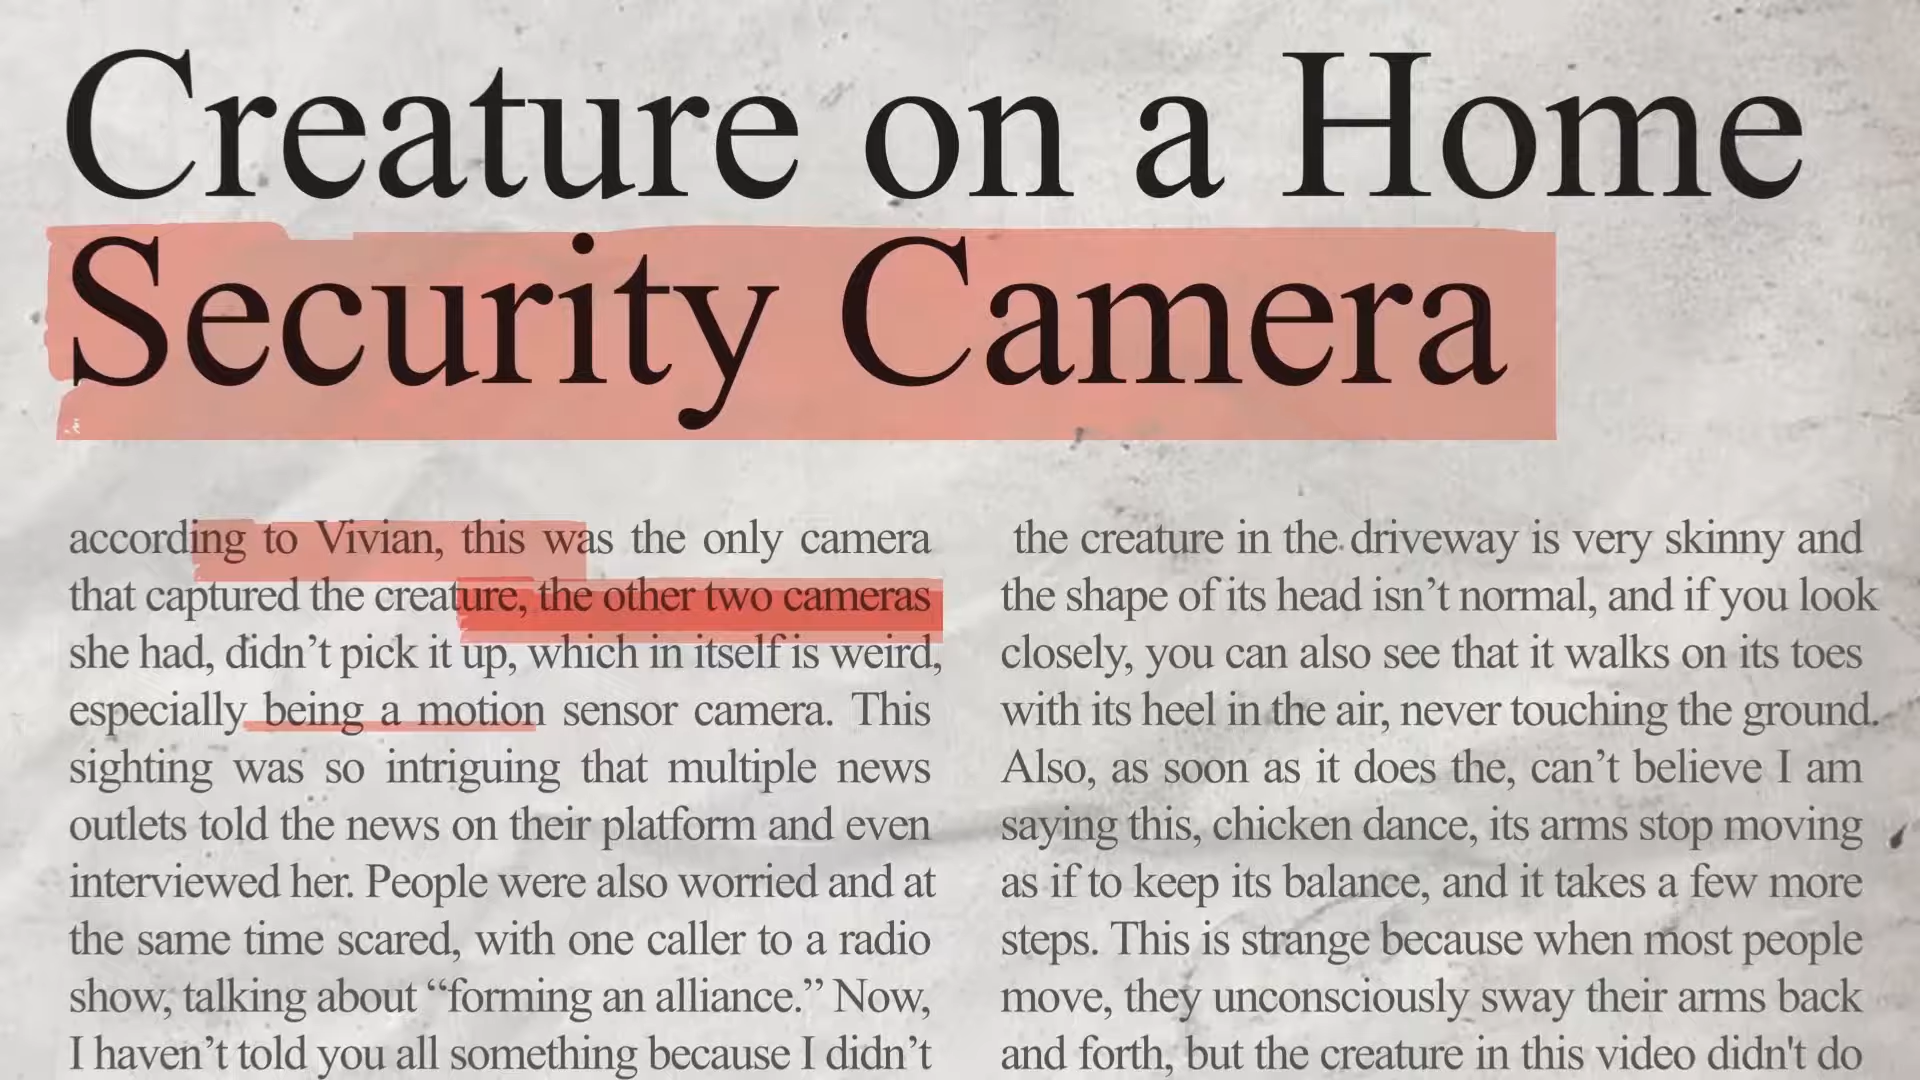 Creature on a Home
Security Camera
according to Vivian, this was the only camera
that captured the creature, the other two cameras
she had, didn’t pick it up, which in itself is weird,
especially being a motion sensor camera. This
sighting was so intriguing that multiple news
outlets told the news on their platform and even
interviewed her. People were also worried and at
the same time scared, with one caller to a radio
show, talking about “forming an alliance.” Now,
I haven’t told you all something because I didn’t
the creature in the driveway is very skinny and
the shape of its head isn’t normal, and if you look
closely, you can also see that it walks on its toes
with its heel in the air, never touching the ground.
Also, as soon as it does the, can’t believe I am
saying this, chicken dance, its arms stop moving
as if to keep its balance, and it takes a few more
steps. This is strange because when most people
move, they unconsciously sway their arms back
and forth, but the creature in this video didn't do